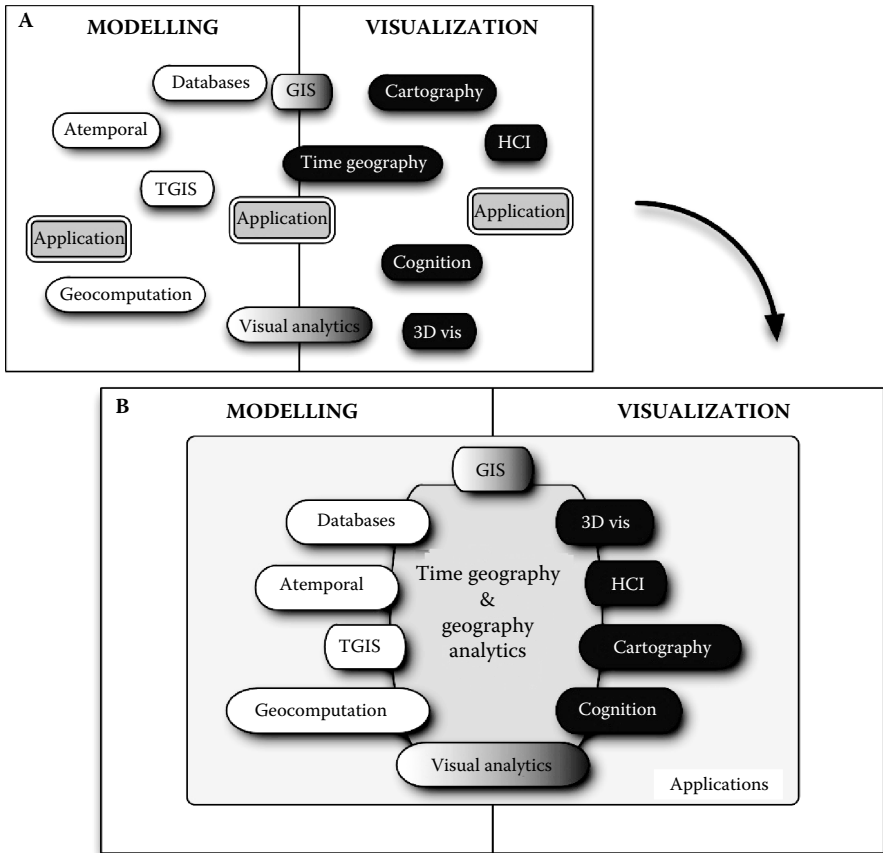 A
MODELLING
VISUALIZATION
Databases
GIS
Cartography
Atemporal
HCI
Time geography
TGIS
Application
Application
Application
Cognition
Geocomputation
Visual analytics
3D vis
B
MODELLING
VISUALIZATION
GIS
Databases
3D vis
Time geography
&
geography
analytics
Atemporal
HCI
TGIS
Cartography
Geocomputation
Cognition
Visual analytics
Applications